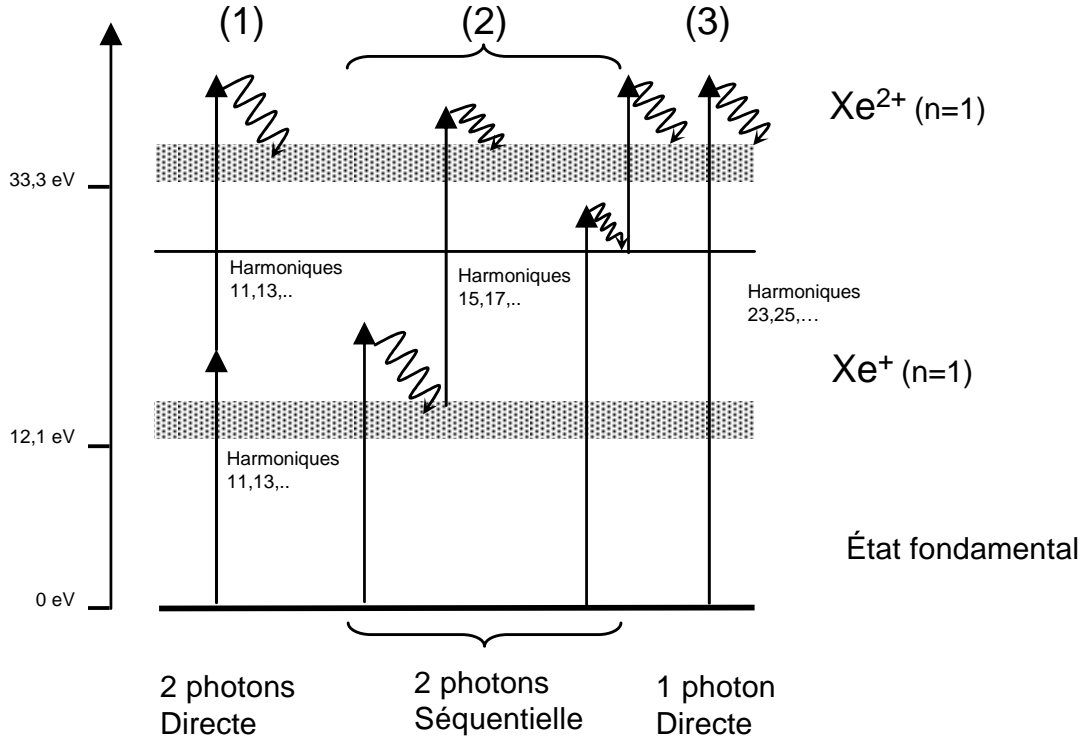 (1)
(2)
(3)
Xe2+ (n=1)
33,3 eV
Harmoniques
11,13,..
Harmoniques
15,17,..
Harmoniques
23,25,…
Xe+ (n=1)
12,1 eV
Harmoniques
11,13,..
État fondamental
0 eV
2 photons
Directe
2 photons
Séquentielle
1 photon
Directe